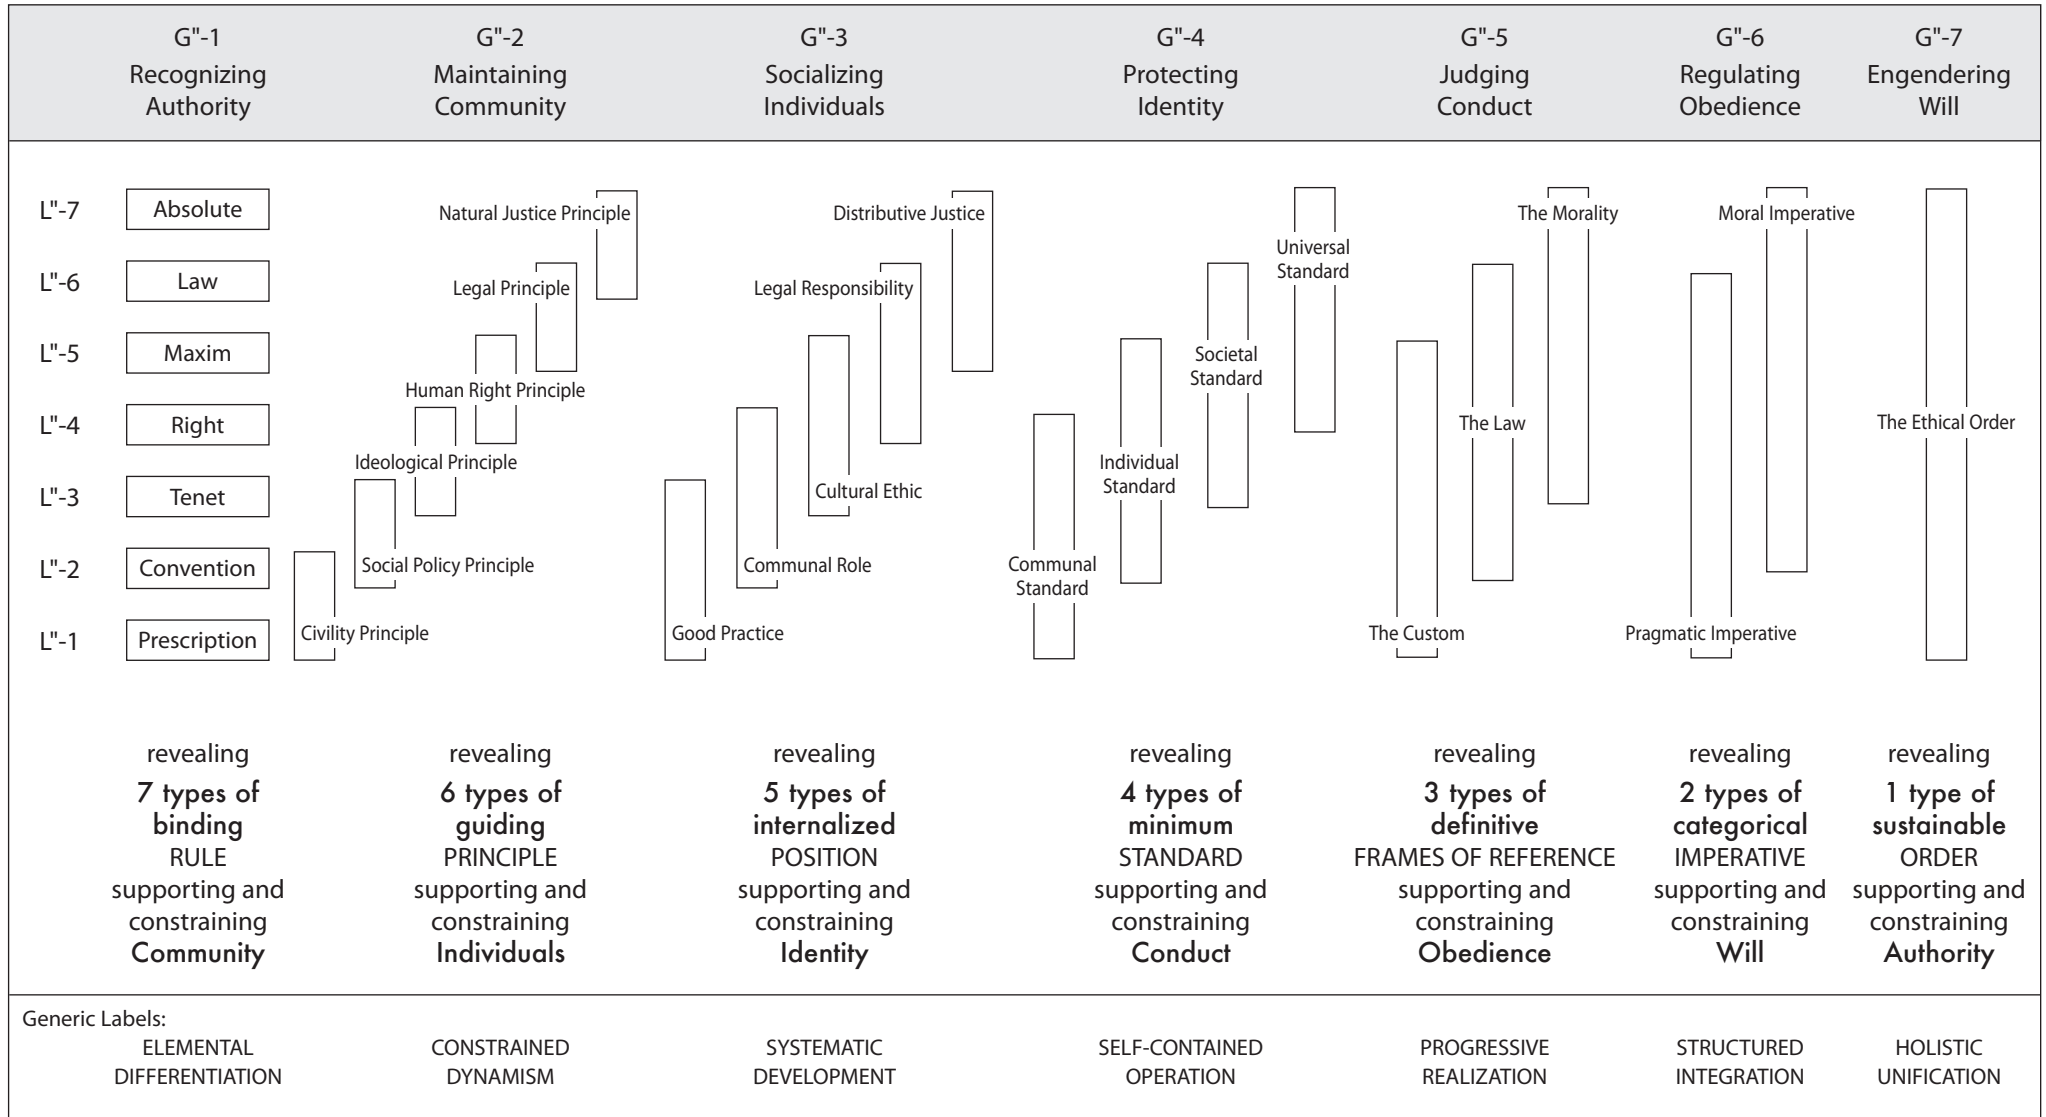 G"-1
Recognizing
Authority
G"-2
Maintaining
Community
G"-3
Socializing
Individuals
G"-4
Protecting
Identity
G"-5
Judging
Conduct
G"-6
Regulating
Obedience
G"-7
Engendering
Will
L"-7
Absolute
L"-6
Law
L"-5
Maxim
L"-4
Right
L"-3
Tenet
L"-2
Convention
L"-1
Prescription
Natural Justice Principle
Legal Principle
Human Right Principle
Ideological Principle
Social Policy Principle
Civility Principle
Distributive Justice
Legal Responsibility
Cultural Ethic
Communal Role
Good Practice
Universal
Standard
Societal
Standard
Individual
Standard
Communal
Standard
The Morality
The Law
The Custom
Moral Imperative
Pragmatic Imperative
The Ethical Order
revealing
7 types of
binding
RULE
supporting and
constraining
Community
revealing
6 types of
guiding
PRINCIPLE
supporting and
constraining
Individuals
revealing
5 types of
internalized
POSITION
supporting and
constraining
Identity
revealing
4 types of
minimum
STANDARD
supporting and
constraining
Conduct
revealing
3 types of
definitive
FRAMES OF REFERENCE
supporting and
constraining
Obedience
revealing
2 types of
categorical
IMPERATIVE
supporting and
constraining
Will
revealing
1 type of
sustainable
ORDER
supporting and
constraining
Authority
Generic Labels:
ELEMENTAL
DIFFERENTIATION
CONSTRAINED
DYNAMISM
SYSTEMATIC
DEVELOPMENT
SELF-CONTAINED
OPERATION
PROGRESSIVE
REALIZATION
STRUCTURED
INTEGRATION
HOLISTIC
UNIFICATION